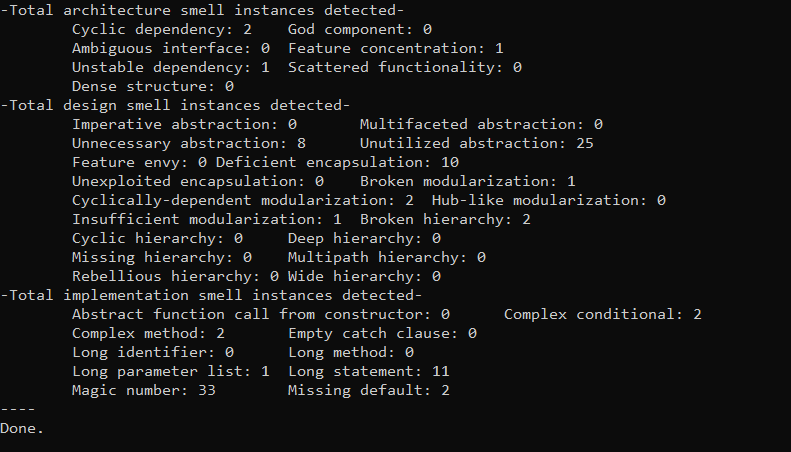 -Total architecture smell instances detected-
Cyclic dependency: 2 God component: 0
Ambiguous interface: 0 Feature concentration: 1
Unstable dependency: 1 Scattered functionality: 0
Dense structure: 0
-Total design smell instances detected-
Imperative abstraction: 0 Multifaceted abstraction: 0
Unnecessary abstraction: 8 Unutilized abstraction: 25
Feature envy: 0 Deficient encapsulation: 10
Unexploited encapsulation: 0 Broken modularization: 1
Cyclically-dependent modularization: 2 Hub-like modularization: 0
Insufficient modularization: 1 Broken hierarchy: 2
Cyclic hierarchy: 0 Deep hierarchy: 0
Missing hierarchy: 0 Multipath hierarchy: 0
Rebellious hierarchy: 0 Wide hierarchy: 0
-Total implementation smell instances detected-
Abstract function call from constructor: 0 Complex conditional: 2
Complex method: 2 Empty catch clause: 0
Long identifier: 0 Long method: 0
Long parameter list: 1 Long statement: 11
Magic number: 33 Missing default: 2
----
Done.